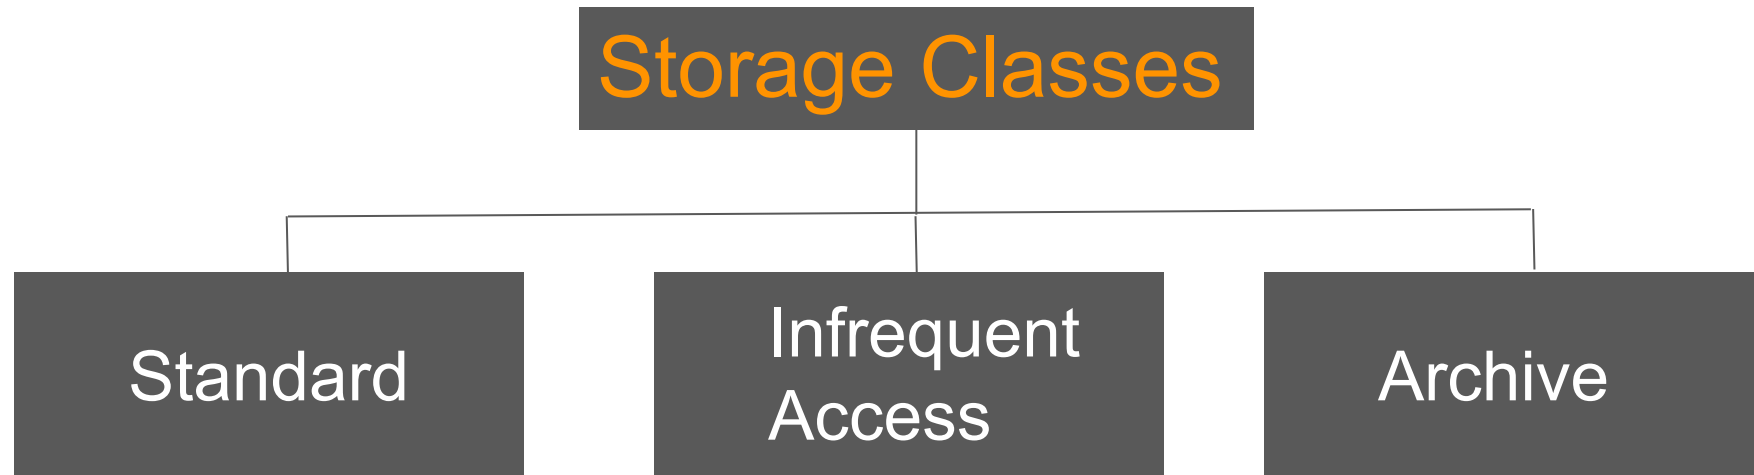 Storage Classes
Standard
Infrequent
Access
Archive